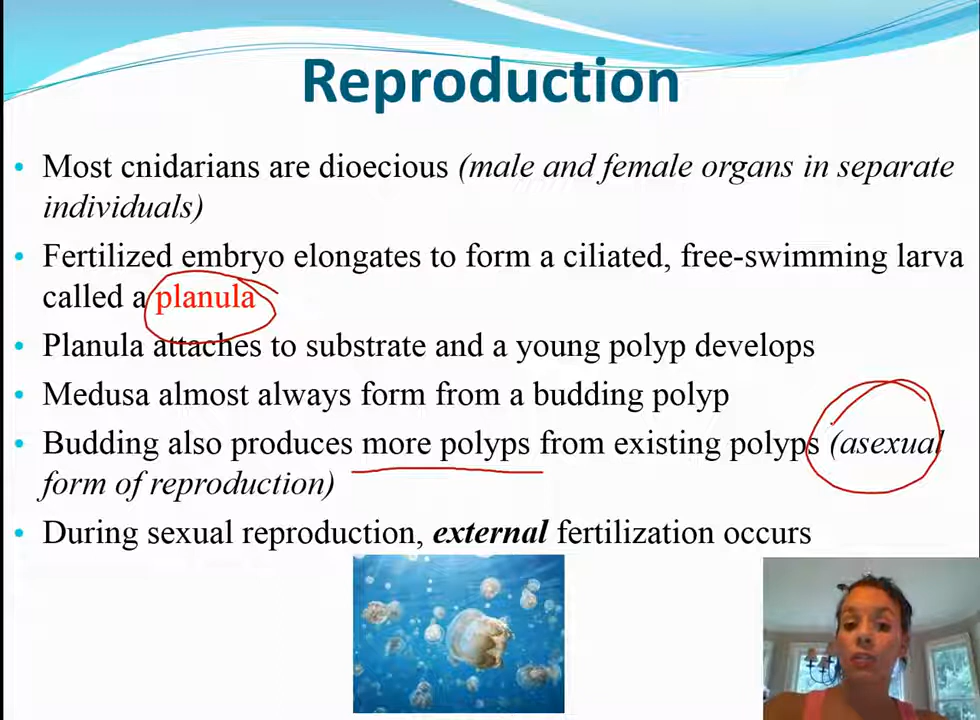 Reproduction
• Most cnidarians are dioecious (male and female organs in separate
individuals)
• Fertilized embryo elongates to form a ciliated, free-swimming larva
called a planula
• Planula attaches to substrate and a young polyp develops
• Medusa almost always form from a budding polyp
• Budding also produces more polyps from existing polyps (asexual
form of reproduction)
• During sexual reproduction, external fertilization occurs